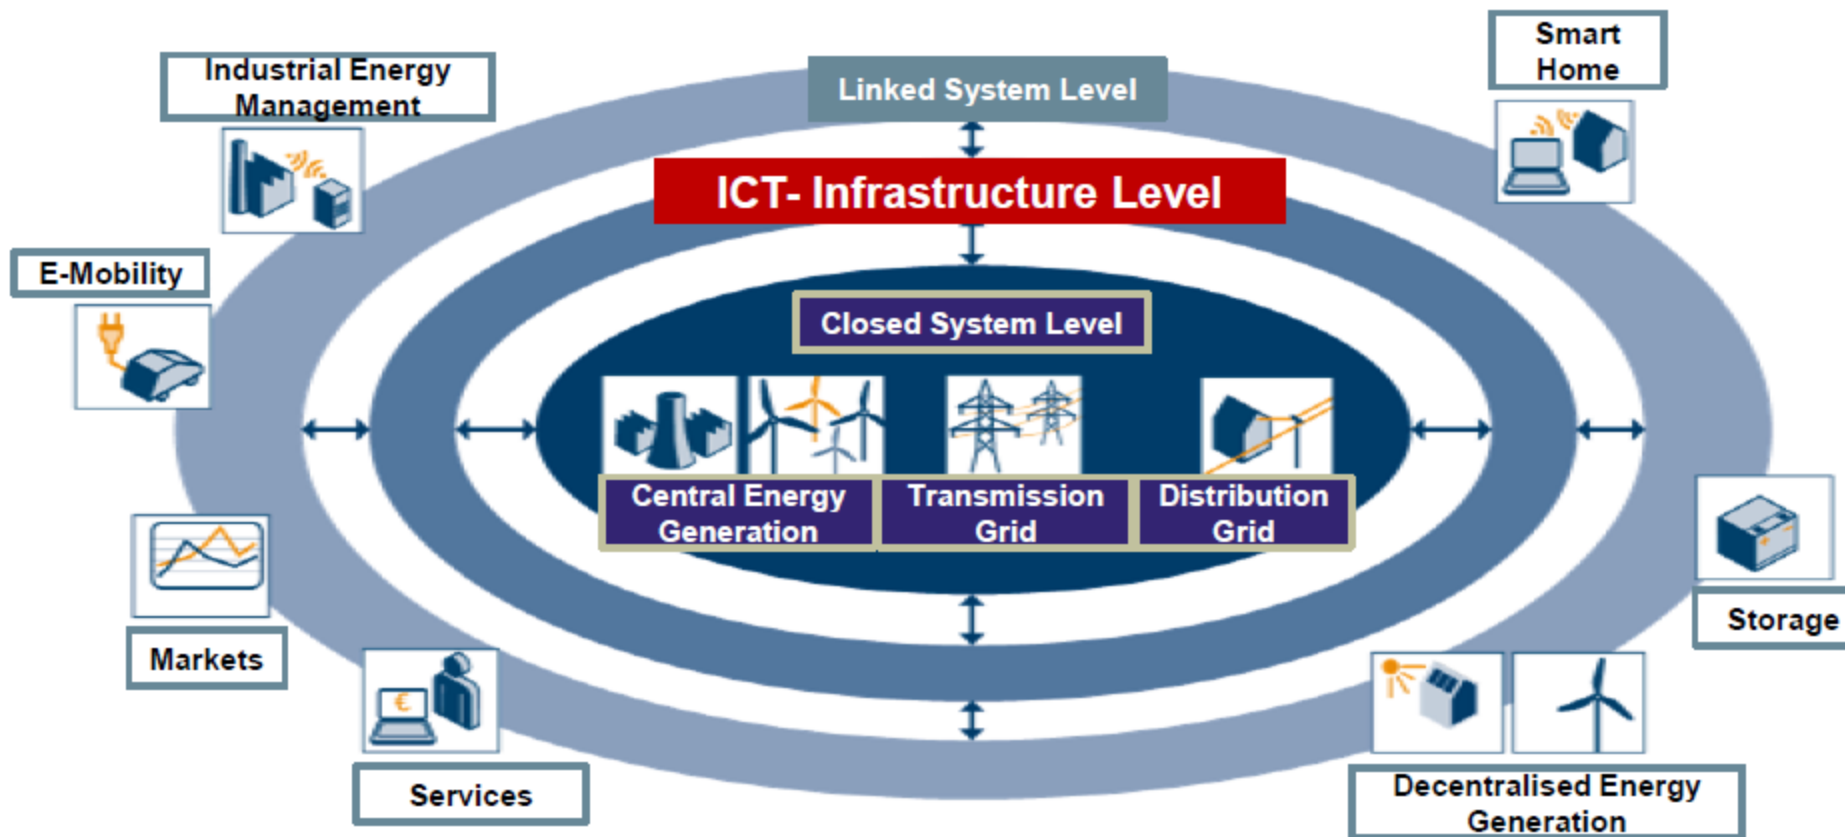 Smart
Home
Industrial Energy
Management
Linked System Level
ICT- Infrastructure Level
E-Mobility
Closed System Level
Central Energy
Generation
Transmission
Grid
Distribution
Grid
Storage
Markets
€
Services
Decentralised Energy
Generation